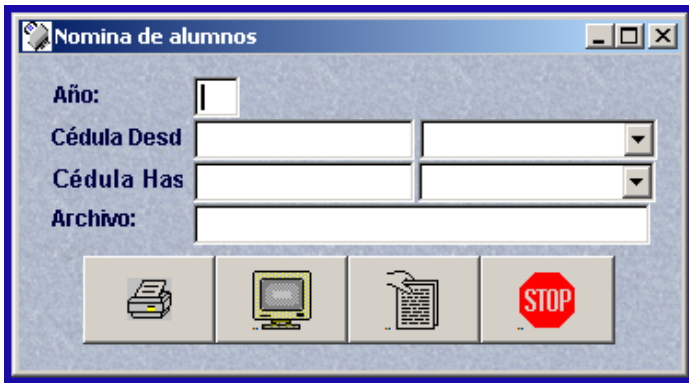 Nomina de alumnos
Año:
Cédula Desd
Cédula Has
Archivo:
STOP